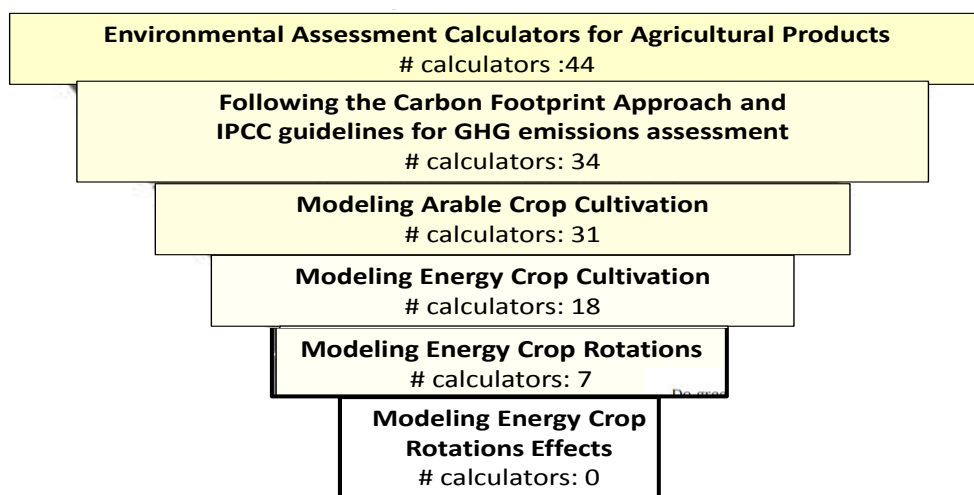 Environmental Assessment Calculators for Agricultural Products
# calculators :44
Following the Carbon Footprint Approach and
IPCC guidelines for GHG emissions assessment
# calculators: 34
Modeling Arable Crop Cultivation
# calculators: 31
Modeling Energy Crop Cultivation
# calculators: 18
Modeling Energy Crop Rotations
# calculators: 7
Modeling Energy Crop
Rotations Effects
# calculators: 0